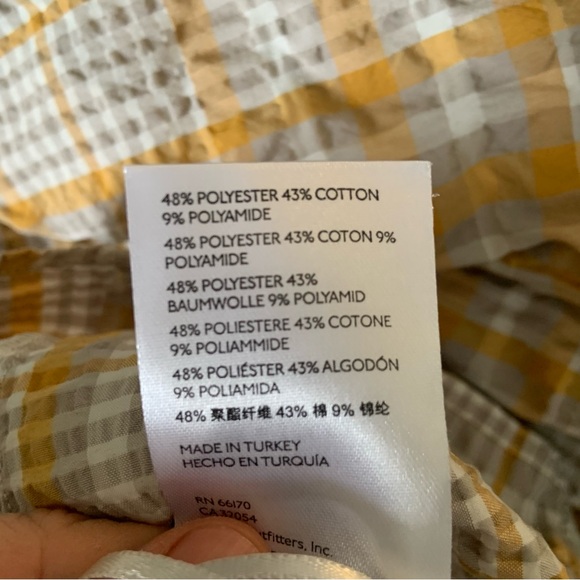 48% POLYESTER 43% COTTON
9% POLYAMIDE
48% POLYESTER 43% COTON 9%
POLYAMIDE
48% POLYESTER 43%
BAUMWOLLE 9% POLYAMID
48% POLIESTERE 43% COTONE
9% POLIAMMIDE
48% POLIÉSTER 43% ALGODÓN
9% POLIAMIDA
48% 聚酯纤维 43% 棉 9% 锦纶
MADE IN TURKEY
HECHO EN TURQUÍA
RN 66170
CA32054
Inc.